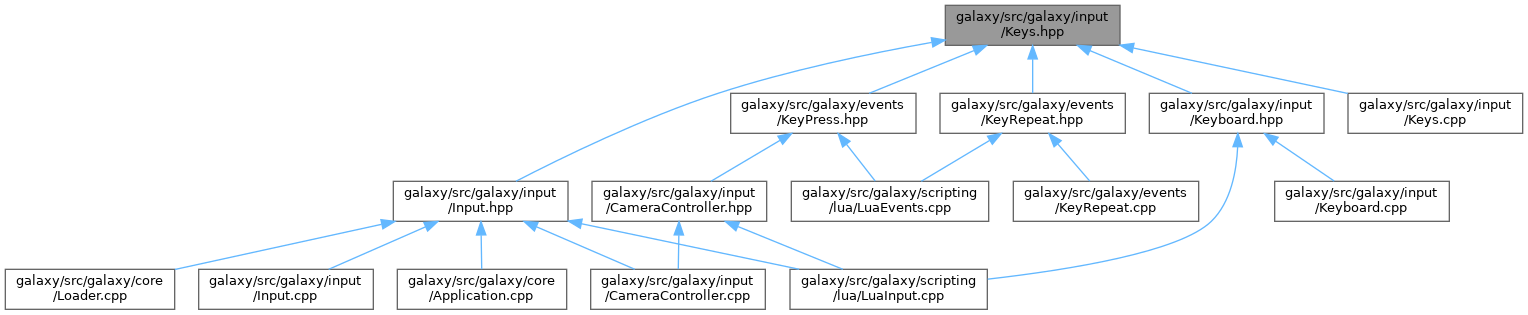 galaxy/src/galaxy/input
/Keys.hpp
galaxy/src/galaxy/events
/KeyPress.hpp
galaxy/src/galaxy/events
/KeyRepeat.hpp
galaxy/src/galaxy/input
/Keyboard.hpp
galaxy/src/galaxy/input
/Keys.cpp
galaxy/src/galaxy/input
/Input.hpp
galaxy/src/galaxy/input
/CameraController.hpp
galaxy/src/galaxy/scripting
/lua/LuaEvents.cpp
galaxy/src/galaxy/events
/KeyRepeat.cpp
galaxy/src/galaxy/input
/Keyboard.cpp
galaxy/src/galaxy/core
/Loader.cpp
galaxy/src/galaxy/input
/Input.cpp
galaxy/src/galaxy/core
/Application.cpp
galaxy/src/galaxy/input
/CameraController.cpp
galaxy/src/galaxy/scripting
/lua/LuaInput.cpp